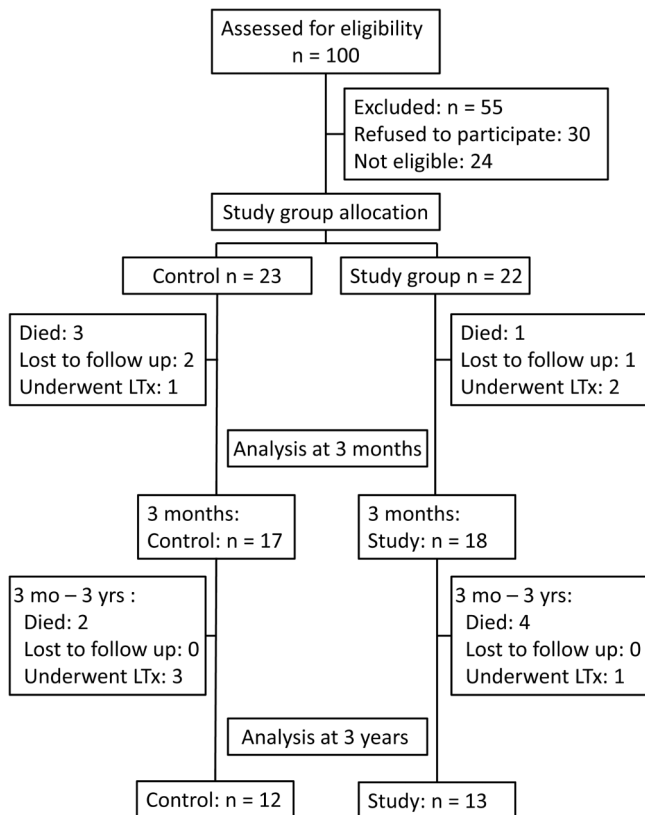 Assessed for eligibility
n = 100
Excluded: n = 55
Refused to participate: 30
Not eligible: 24
Study group allocation
Control n = 23
Study group n = 22
Died: 3
Lost to follow up: 2
Underwent LTx: 1
Died: 1
Lost to follow up: 1
Underwent LTx: 2
Analysis at 3 months
3 months:
Control: n = 17
3 months:
Study: n = 18
3 mo – 3 yrs :
Died: 2
Lost to follow up: 0
Underwent LTx: 3
3 mo – 3 yrs:
Died: 4
Lost to follow up: 0
Underwent LTx: 1
Analysis at 3 years
Control: n = 12
Study: n = 13